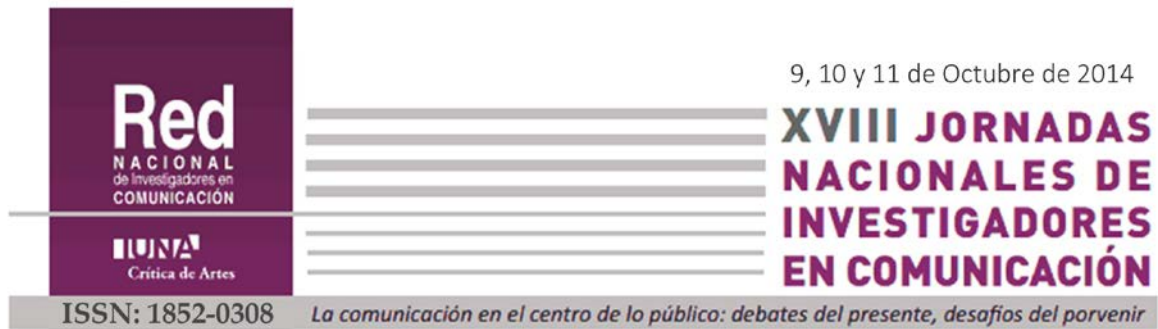 Red
NACIONAL
de Investigadores en
COMUNICACIÓN
IUNA
Crítica de Artes
9, 10 y 11 de Octubre de 2014
XVIII JORNADAS
NACIONALES DE
INVESTIGADORES
EN COMUNICACIÓN
ISSN: 1852-0308
La comunicación en el centro de lo público: debates del presente, desafíos del porvenir